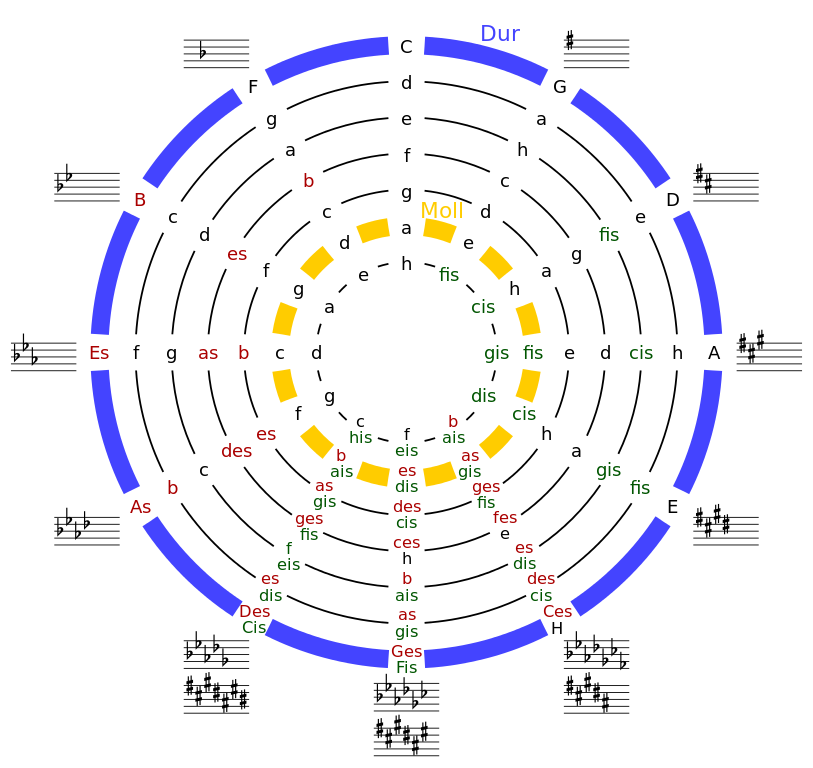 Dur
C
F d G
g e a
a f h
b g c
B D
c Moll d
c e
a
d fis
d e
es g
h
f e fis a
g h
a cis
Es f g as b c d gis fis e d cis h A
g dis
f c b cis
es his f ais h
des b eis as a
c ais es gis gis
b as dis ges fis
As gis des fis E
ges cis fes
fis e
f ces es
eis h dis
es b des
dis ais cis
Des as Ces
Cis gis H
Ges
Fis